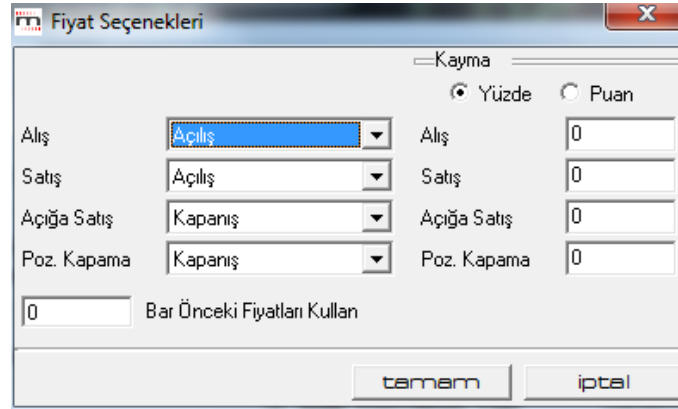 Fiyat Seçenekleri
Kayma
Yüzde Puan
Alış Açılış Alış 0
Satış Açılış Satış 0
Açığa Satış Kapanış Açığa Satış 0
Poz. Kapama Kapanış Poz. Kapama 0
0 Bar Önceki Fiyatları Kullan
tamam iptal